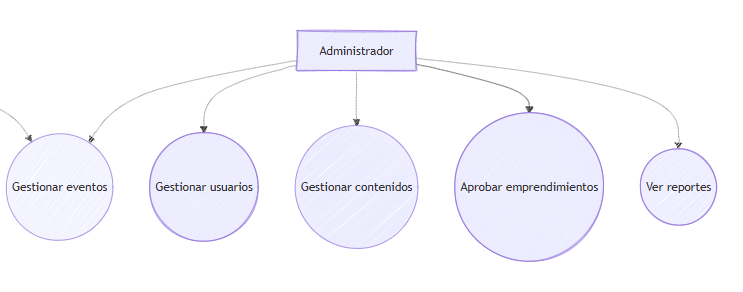 Administrador
Gestionar eventos
Gestionar usuarios
Gestionar contenidos
Aprobar emprendimientos
Ver reportes